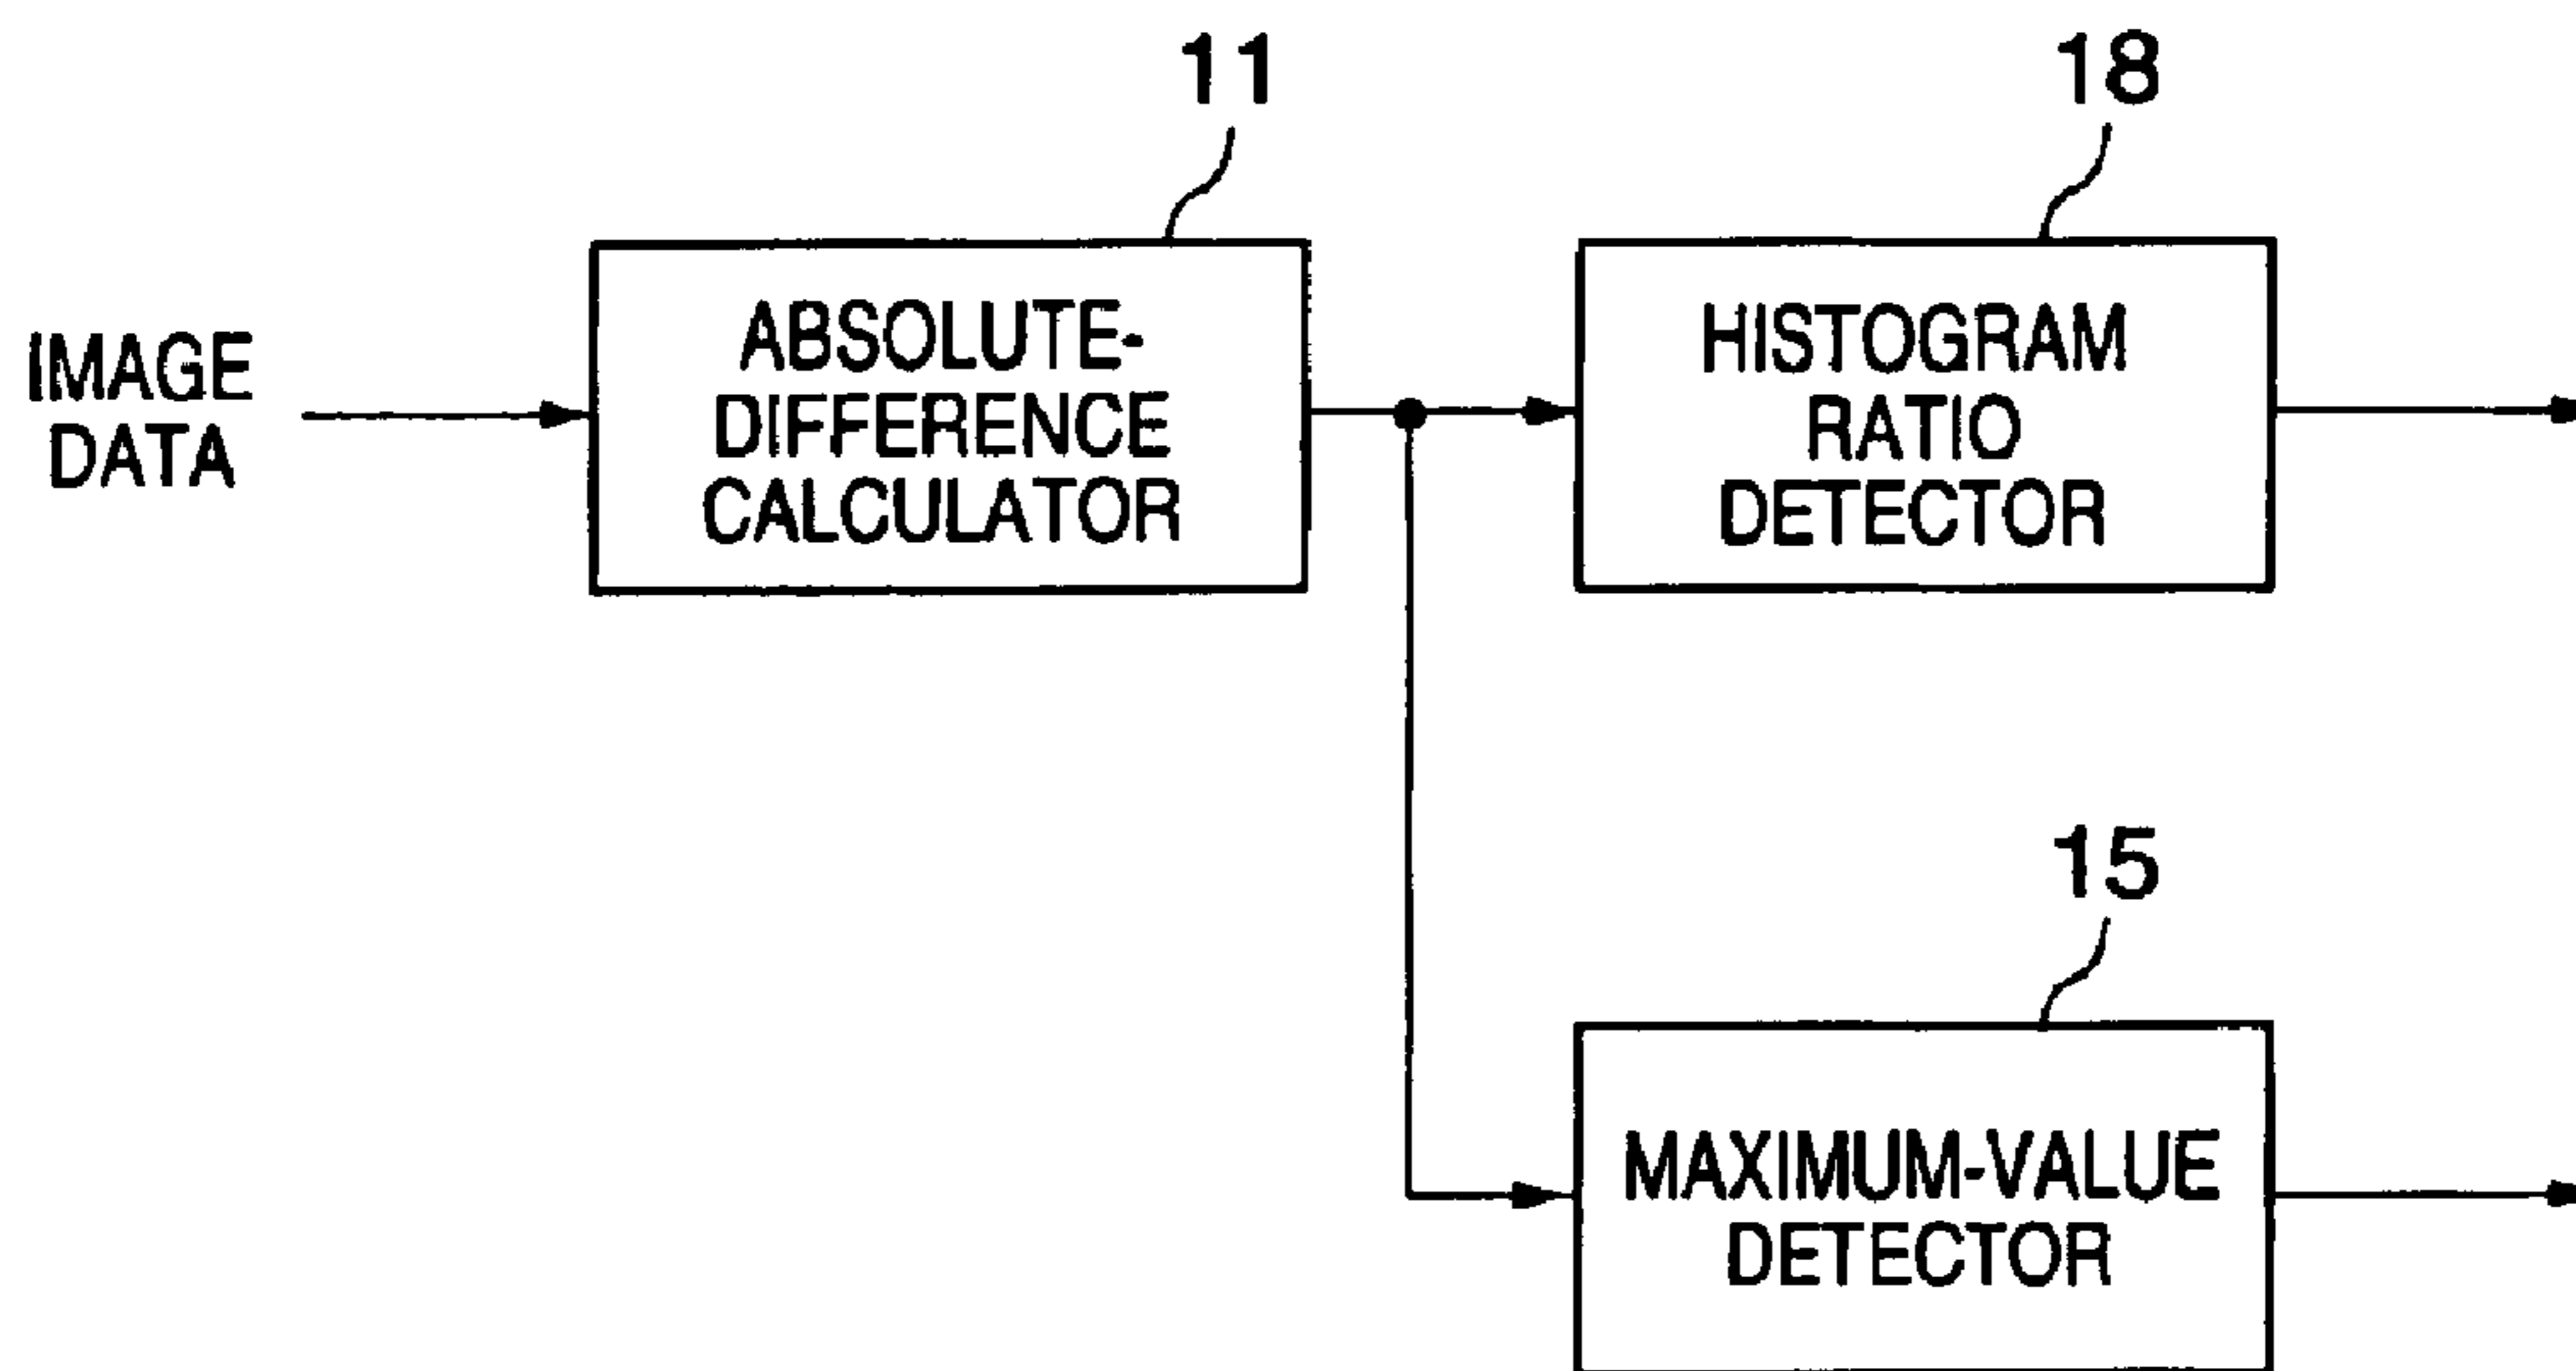 11
18
IMAGE
DATA
ABSOLUTE-
DIFFERENCE
CALCULATOR
HISTOGRAM
RATIO
DETECTOR
15
MAXIMUM-VALUE
DETECTOR